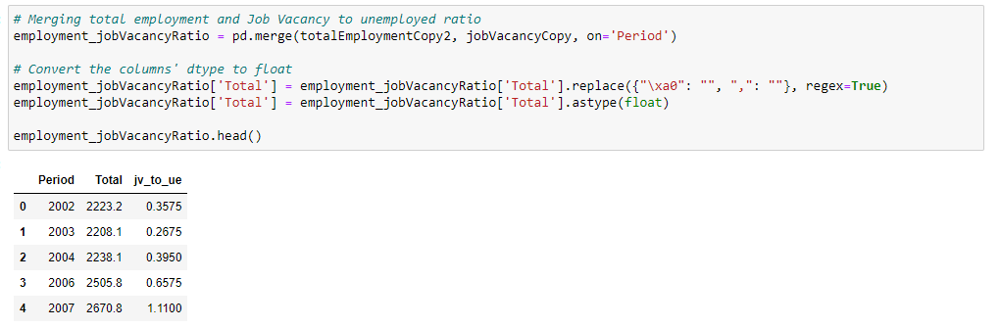 # Merging total employment and Job Vacancy to unemployed ratio
employment_jobVacancyRatio = pd.merge(totalEmploymentCopy2, jobVacancyCopy, on='Period')
# Convert the columns' dtype to float
employment_jobVacancyRatio['Total'] = employment_jobVacancyRatio['Total'].replace({"\xa0": "", ",": ""}, regex=True)
employment_jobVacancyRatio['Total'] = employment_jobVacancyRatio['Total'].astype(float)
employment_jobVacancyRatio.head()
Period Total jv_to_ue
0 2002 2223.2 0.3575
1 2003 2208.1 0.2675
2 2004 2238.1 0.3950
3 2006 2505.8 0.6575
4 2007 2670.8 1.1100